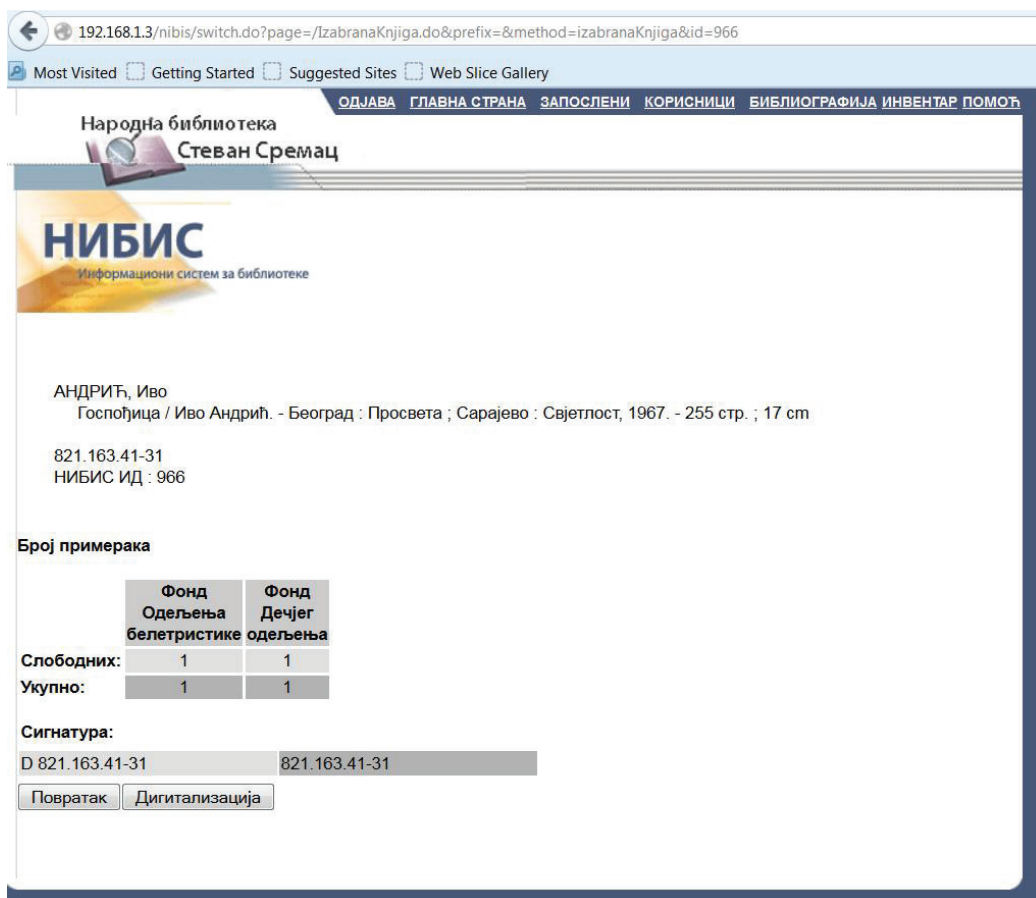 192.168.1.3/nibis/switch.do?page=/IzabranaKnjiga.do&prefix=&method=izabranaKnjiga&id=966
Most Visited Getting Started Suggested Sites Web Slice Gallery
ОДЈАВА ГЛАВНА СТРАНА ЗАПОСЛЕНИ КОРИСНИЦИ БИБЛИОГРАФИЈА ИНВЕНТАР ПОМОЋ
Народна библиотека
Стеван Сремац
НИБИС
Информациони систем за библиотеке
АНДРИЋ, Иво
Госпођица / Иво Андрић. - Београд : Просвета ; Сарајево : Свјетлост, 1967. - 255 стр. ; 17 cm
821.163.41-31
НИБИС ИД : 966
Број примерака
Фонд Фонд
Одељења Дечјег
белетристике одељења
Слободних: 1 1
Укупно: 1 1
Сигнатура:
D 821.163.41-31 821.163.41-31
Повратак Дигитализација